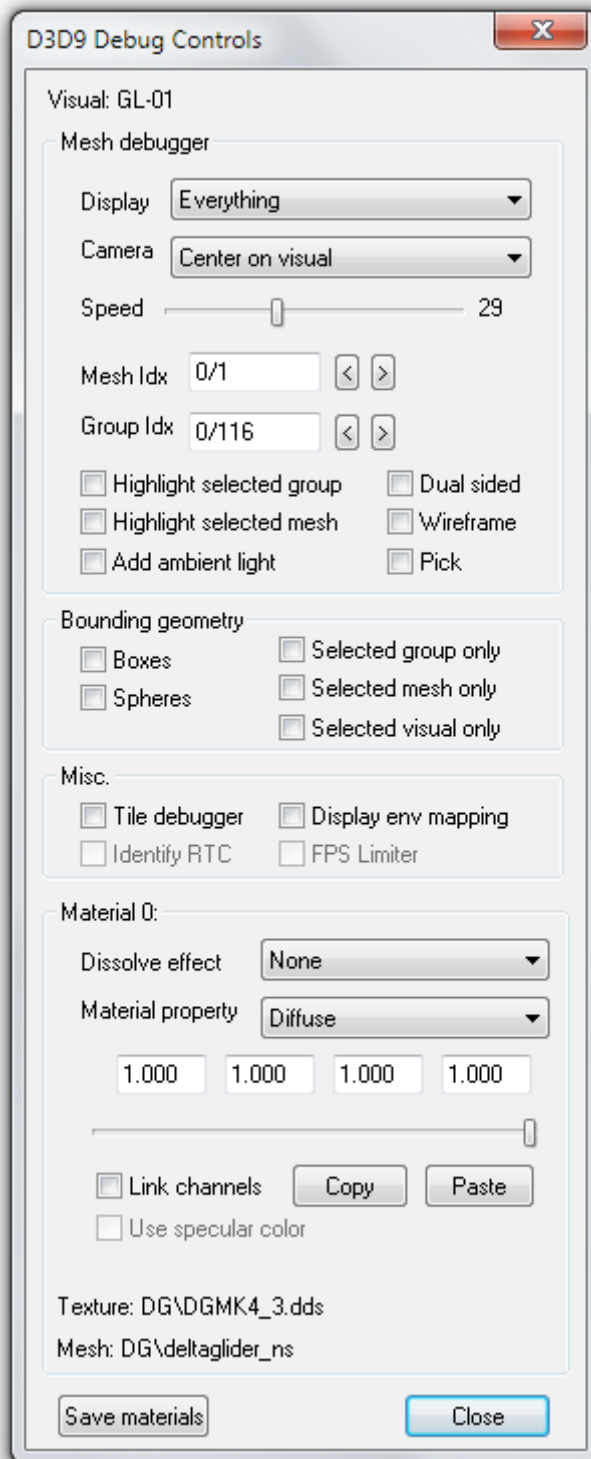 D3D9 Debug Controls
Visual: GL-01
Mesh debugger
Display Everything
Camera Center on visual
Speed 29
Mesh Idx 0/1 < >
Group Idx 0/116 < >
Highlight selected group Dual sided
Highlight selected mesh Wireframe
Add ambient light Pick
Bounding geometry
Boxes Selected group only
Spheres Selected mesh only
Selected visual only
Misc.
Tile debugger Display env mapping
Identify RTC FPS Limiter
Material 0:
Dissolve effect None
Material property Diffuse
1.000 1.000 1.000 1.000
Link channels Copy Paste
Use specular color
Texture: DG\DGMK4_3.dds
Mesh: DG\deltaglider_ns
Save materials Close